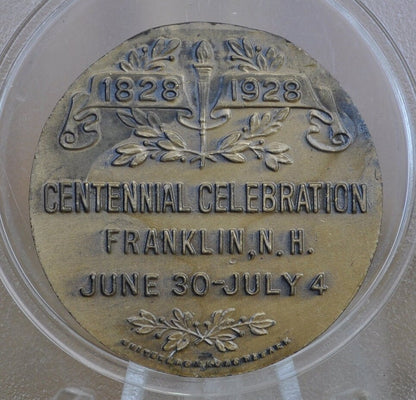 1828 1928
CENTENNIAL CELEBRATION
FRANKLIN, N.H.
JUNE 30-JULY 4